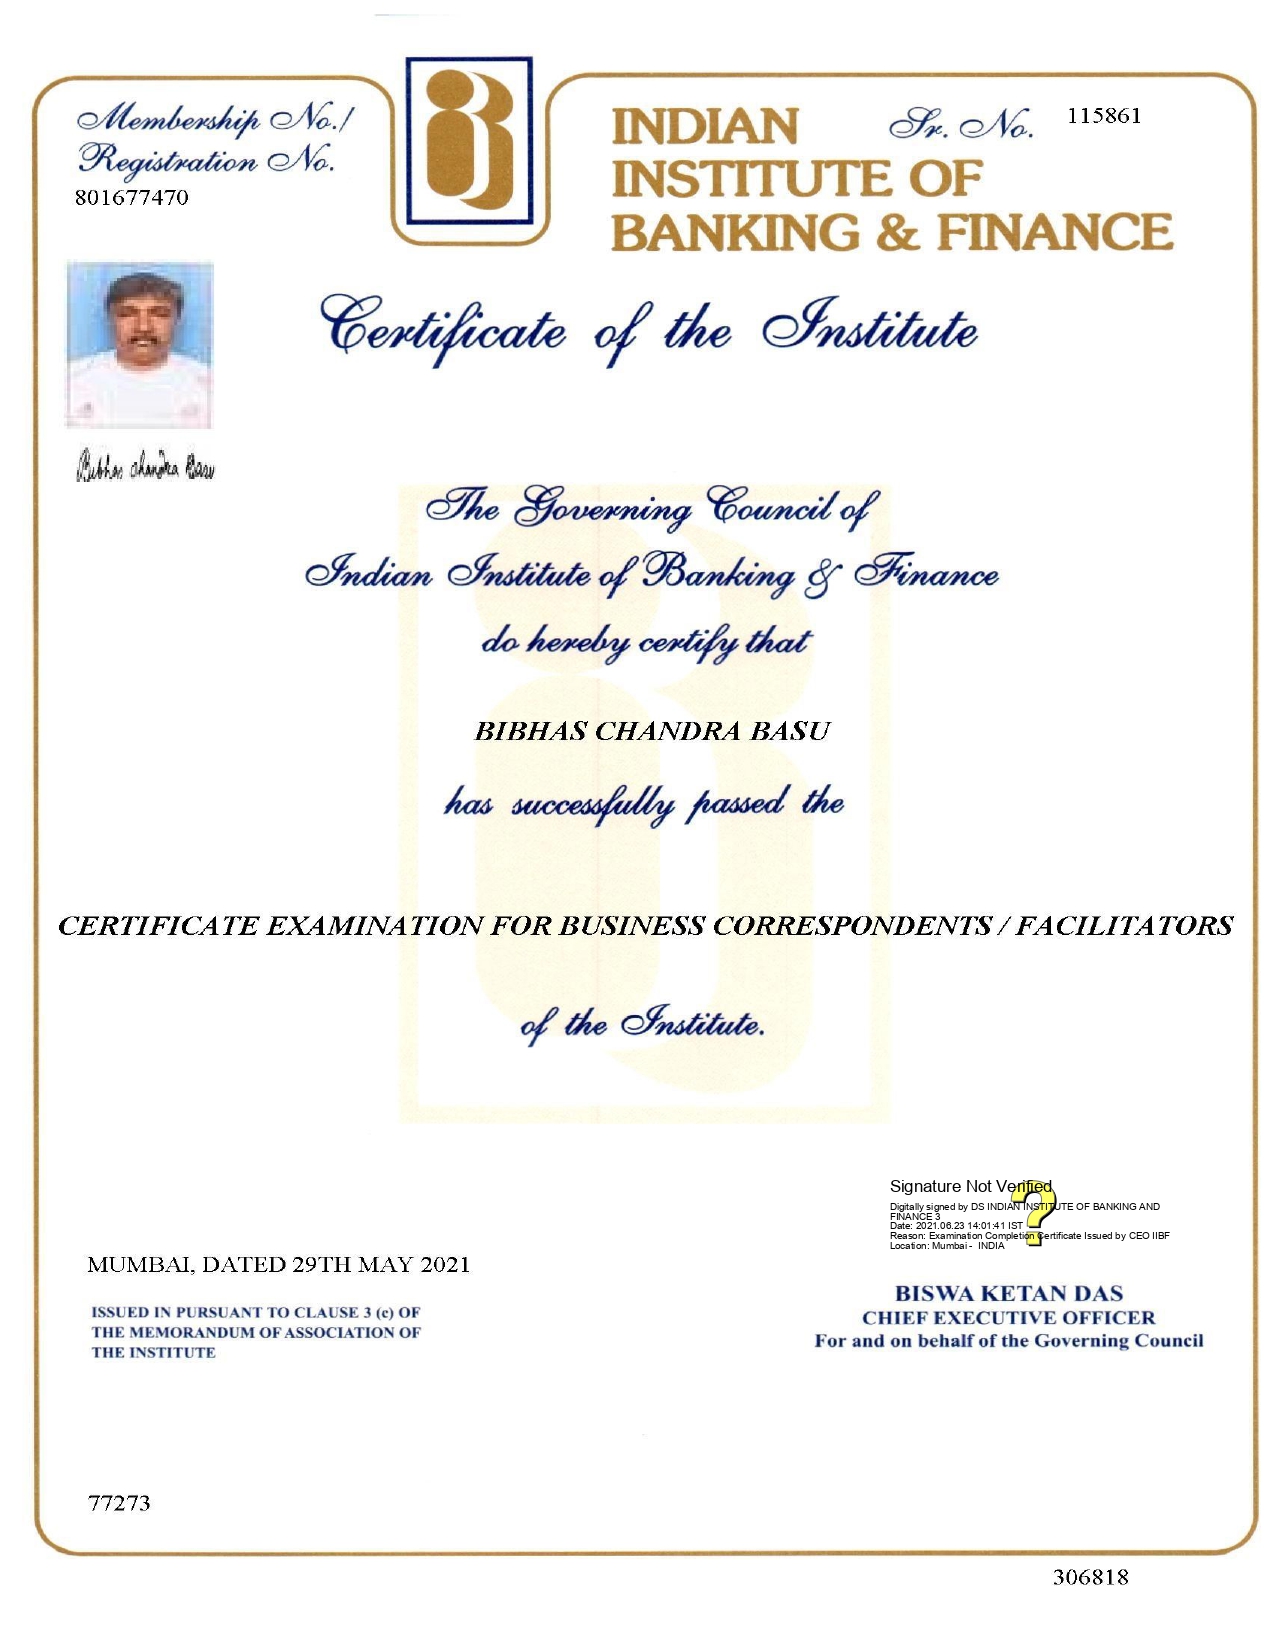 Membership No./
Registration No.
801677470
INDIAN
INSTITUTE OF
BANKING & FINANCE
Sr. No. 115861
Certificate of the Institute
Bibhas Chandra Basu
The Governing Council of
Indian Institute of Banking & Finance
do hereby certify that
BIBHAS CHANDRA BASU
has successfully passed the
CERTIFICATE EXAMINATION FOR BUSINESS CORRESPONDENTS / FACILITATORS
of the Institute.
Signature Not Verified
Digitally signed by DS INDIAN INSTITUTE OF BANKING AND
FINANCE 3
Date: 2021.06.23 14:01:41 IST
Reason: Examination Completion Certificate Issued by CEO IIBF
Location: Mumbai - INDIA
MUMBAI, DATED 29TH MAY 2021
ISSUED IN PURSUANT TO CLAUSE 3 (c) OF
THE MEMORANDUM OF ASSOCIATION OF
THE INSTITUTE
BISWA KETAN DAS
CHIEF EXECUTIVE OFFICER
For and on behalf of the Governing Council
77273
306818